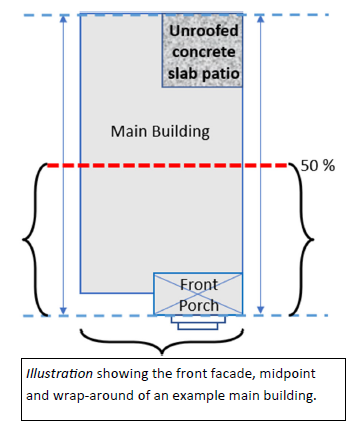 Unroofed
concrete
slab patio
Main Building
50 %
Front
Porch
Illustration showing the front facade, midpoint
and wrap-around of an example main building.